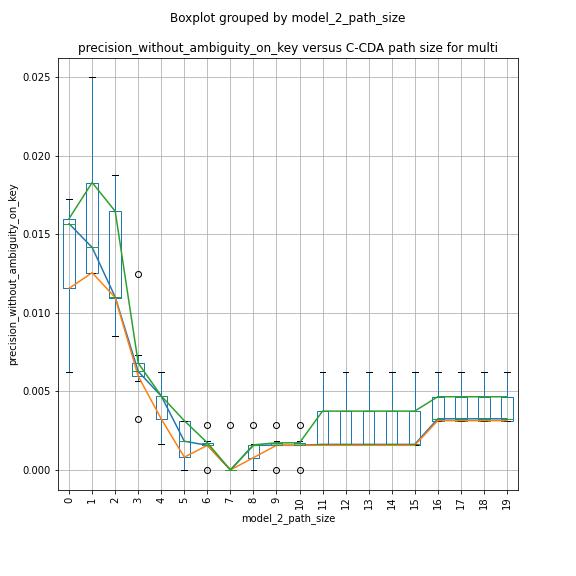 Boxplot grouped by model_2_path_size
precision_without_ambiguity_on_key versus C-CDA path size for multi
precision_without_ambiguity_on_key
0.025
0.020
0.015
0.010
0.005
0.000
0 1 2 3 4 5 6 7 8 9 10 11 12 13 14 15 16 17 18 19
model_2_path_size